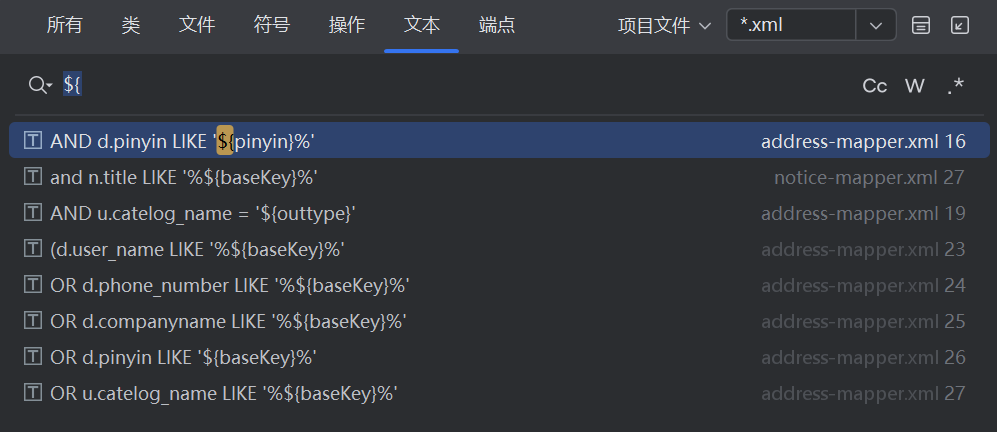 所有 类 文件 符号 操作 文本 端点 项目文件 *.xml
${ Cc W .*
T AND d.pinyin LIKE '${pinyin}%' address-mapper.xml 16
T and n.title LIKE '%${baseKey}%' notice-mapper.xml 27
T AND u.catelog_name = '${outtype}' address-mapper.xml 19
T (d.user_name LIKE '%${baseKey}%' address-mapper.xml 23
T OR d.phone_number LIKE '%${baseKey}%' address-mapper.xml 24
T OR d.companyname LIKE '%${baseKey}%' address-mapper.xml 25
T OR d.pinyin LIKE '${baseKey}%' address-mapper.xml 26
T OR u.catelog_name LIKE '%${baseKey}%' address-mapper.xml 27